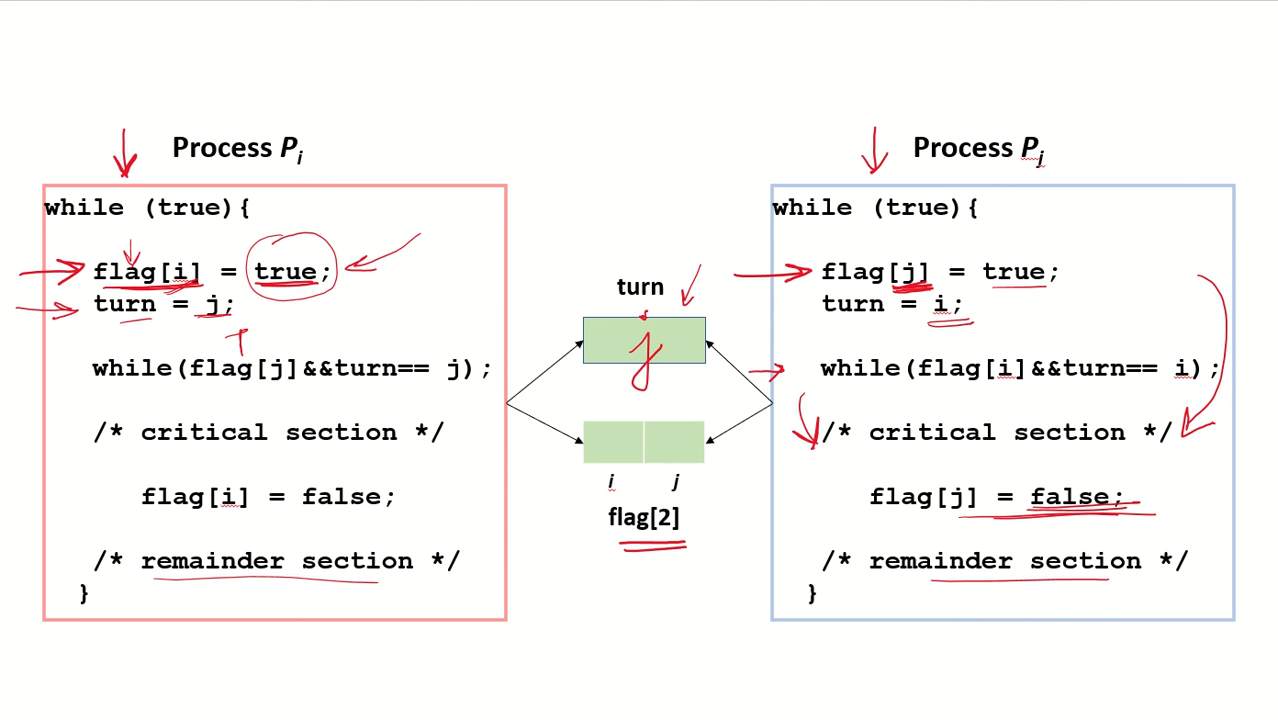 Process Pi
while (true){
flag[i] = true;
turn = j;
while(flag[j]&&turn== j);
/* critical section */
flag[i] = false;
/* remainder section */
}
T
turn
j
i j
flag[2]
Process Pj
while (true){
flag[j] = true;
turn = i;
while(flag[i]&&turn== i);
/* critical section */
flag[j] = false;
/* remainder section */
}